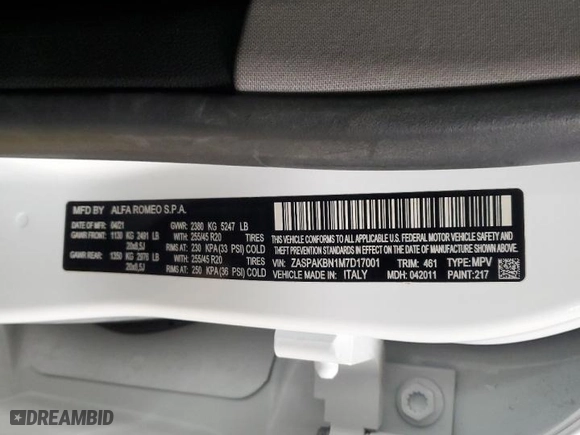 MFD BY ALFA ROMEO S.P.A.
DATE OF MFR: 04/21 GVWR: 2380 KG 5247 LB
GAWR FRONT: 1130 KG 2491 LB WITH: 255/45 R20 TIRES
20x8,5J RIMS AT: 230 KPA (33 PSI) COLD
GAWR REAR: 1350 KG 2976 LB WITH: 255/45 R20 TIRES
20x8,5J RIMS AT: 250 KPA (36 PSI) COLD
THIS VEHICLE CONFORMS TO ALL APPLICABLE U.S.A. FEDERAL MOTOR VEHICLE SAFETY AND
THEFT PREVENTION STANDARDS IN EFFECT ON THE DATE OF MANUFACTURE SHOWN ABOVE.
VIN: ZASPAKBN1M7D17001 TRIM: 461 TYPE: MPV
VEHICLE MADE IN: ITALY MDH: 042011 PAINT: 217
DREAMBID